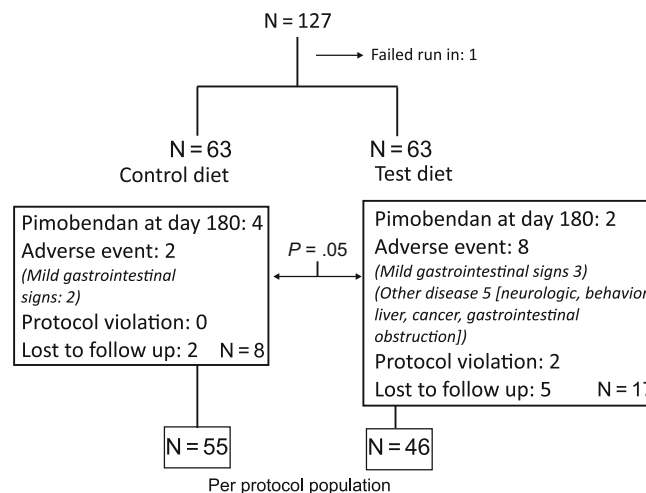 N = 127
Failed run in: 1
N = 63
Control diet
N = 63
Test diet
Pimobendan at day 180: 4
Adverse event: 2
(Mild gastrointestinal
signs: 2)
Protocol violation: 0
Lost to follow up: 2 N = 8
P = .05
Pimobendan at day 180: 2
Adverse event: 8
(Mild gastrointestinal signs 3)
(Other disease 5 [neurologic, behavior
liver, cancer, gastrointestinal
obstruction])
Protocol violation: 2
Lost to follow up: 5 N = 17
N = 55
N = 46
Per protocol population